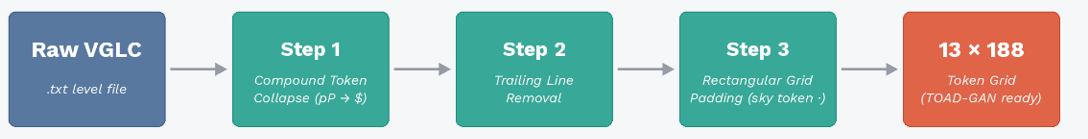 Raw VGLC
.txt level file
Step 1
Compound Token
Collapse (pP → $)
Step 2
Trailing Line
Removal
Step 3
Rectangular Grid
Padding (sky token ·)
13 × 188
Token Grid
(TOAD-GAN ready)